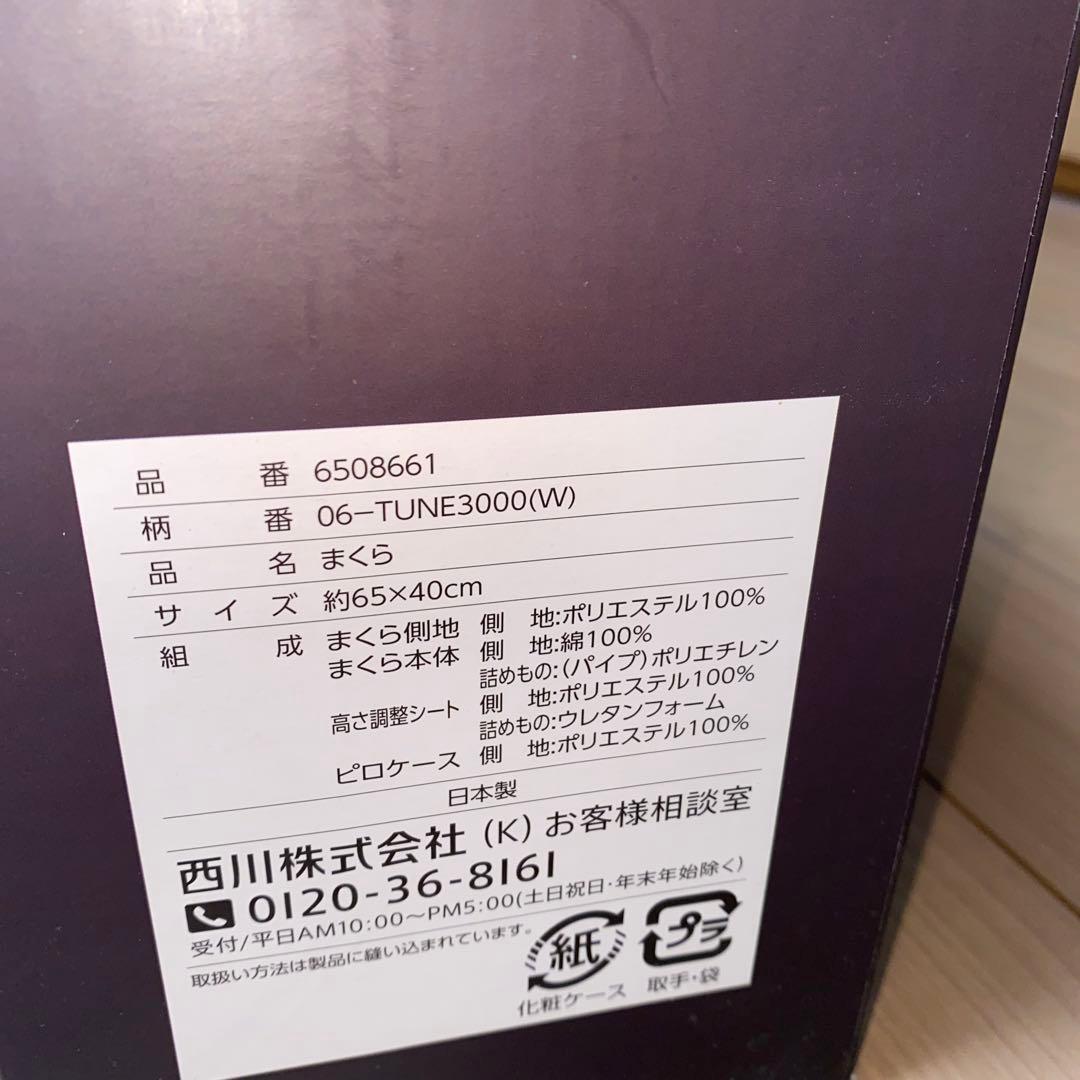 品番 6508661
柄番 06-TUNE3000(W)
品名 まくら
サイズ 約65×40cm
組成 まくら側地 側 地:ポリエステル100%
まくら本体 側 地:綿100%
詰めもの:(パイプ)ポリエチレン
高さ調整シート 側 地:ポリエステル100%
詰めもの:ウレタンフォーム
ピロケース 側 地:ポリエステル100%
日本製
西川株式会社 (K) お客様相談室
0120-36-8161
受付/平日AM10:00〜PM5:00(土日祝日・年末年始除く)
取扱い方法は製品に縫い込まれています。
紙
化粧ケース
プラ
取手・袋